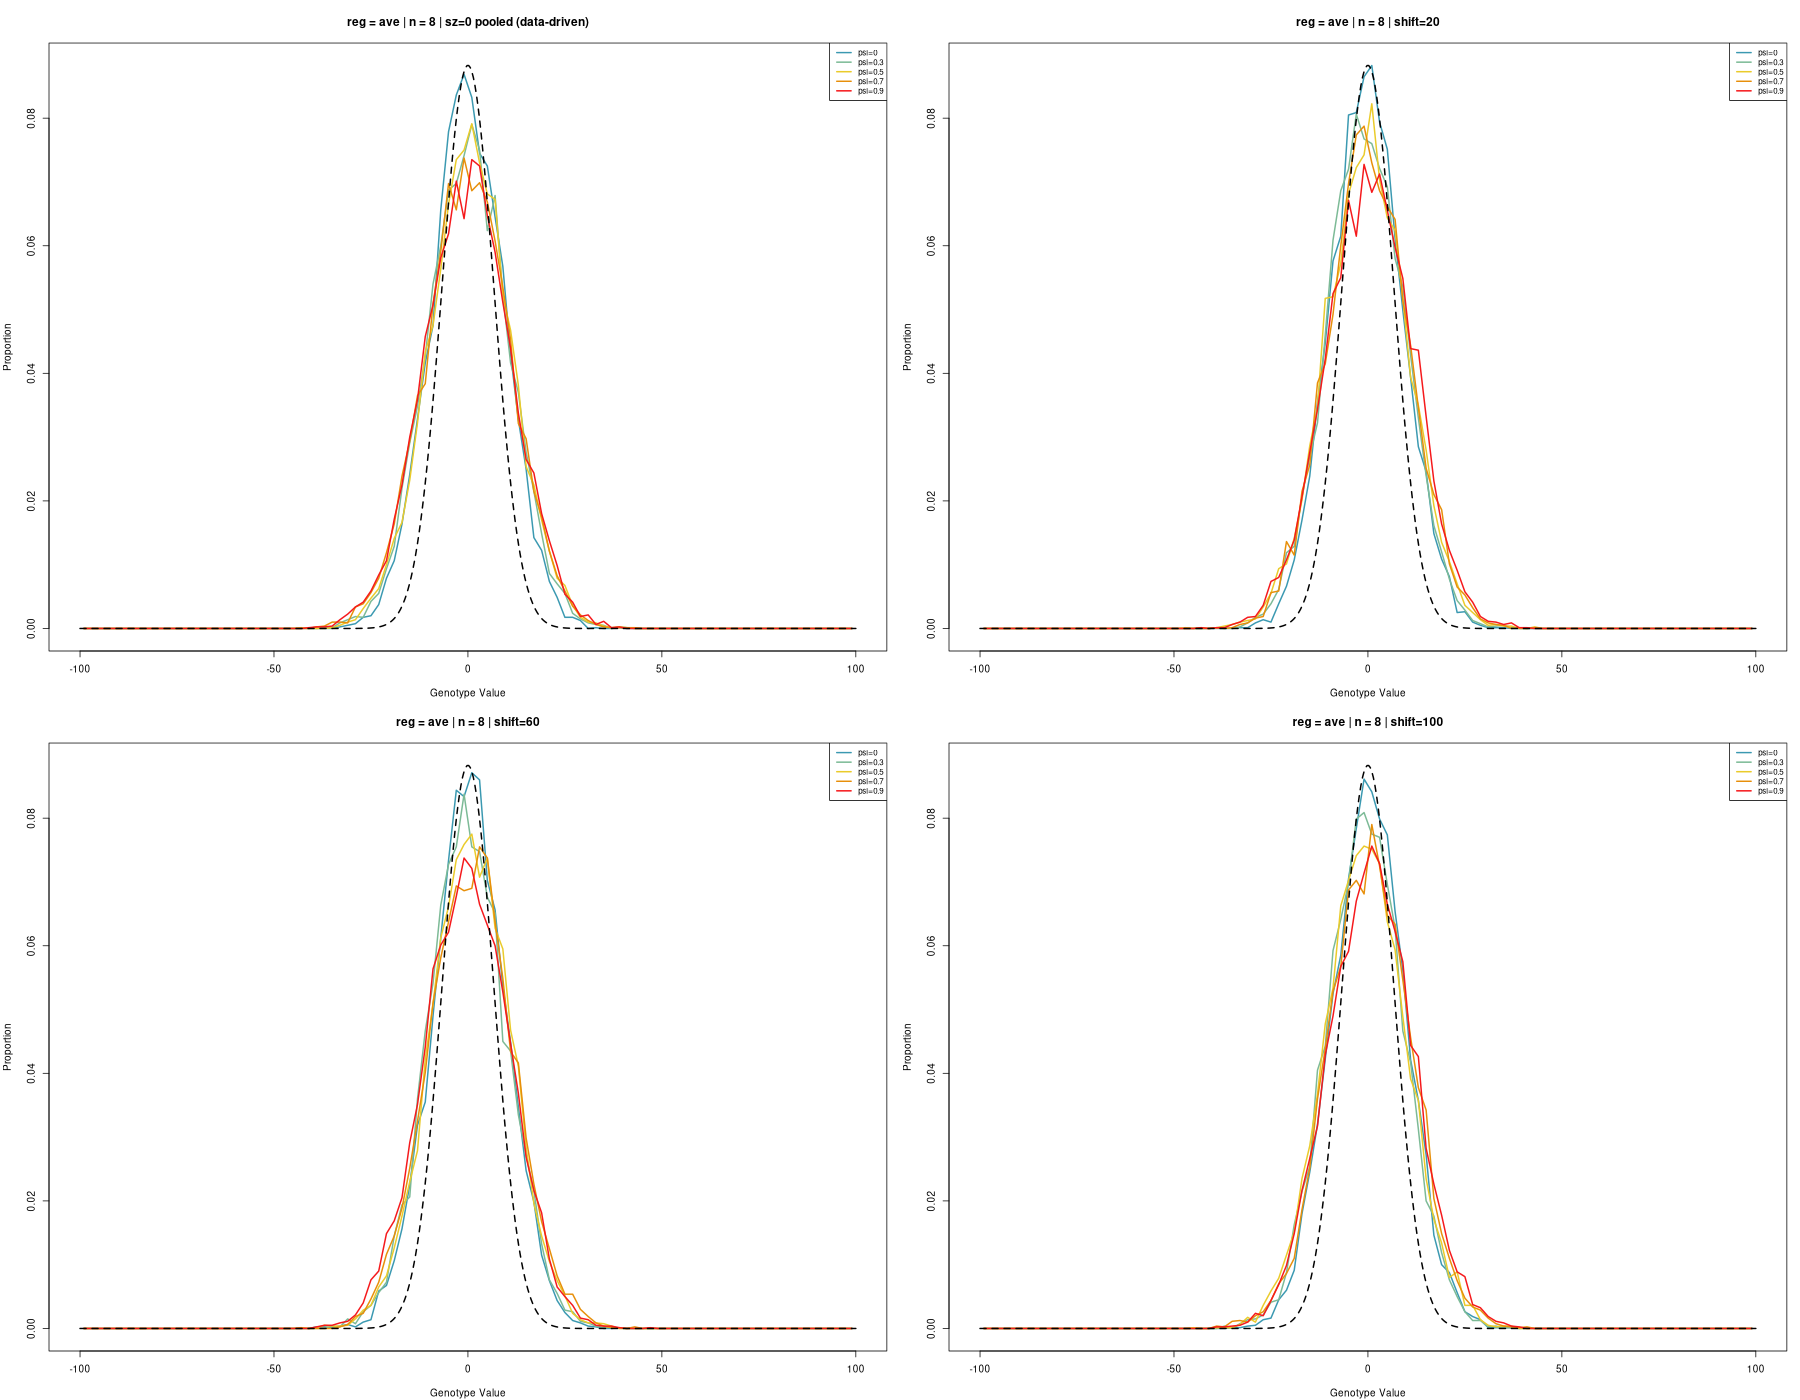 reg = ave | n = 8 | sz=0 pooled (data-driven)
psi=0
psi=0.3
psi=0.5
psi=0.7
psi=0.9
Proportion
0.08
0.06
0.04
0.02
0.00
-100 -50 0 50 100
Genotype Value
reg = ave | n = 8 | shift=20
psi=0
psi=0.3
psi=0.5
psi=0.7
psi=0.9
Proportion
0.08
0.06
0.04
0.02
0.00
-100 -50 0 50 100
Genotype Value
reg = ave | n = 8 | shift=60
psi=0
psi=0.3
psi=0.5
psi=0.7
psi=0.9
Proportion
0.08
0.06
0.04
0.02
0.00
-100 -50 0 50 100
Genotype Value
reg = ave | n = 8 | shift=100
psi=0
psi=0.3
psi=0.5
psi=0.7
psi=0.9
Proportion
0.08
0.06
0.04
0.02
0.00
-100 -50 0 50 100
Genotype Value